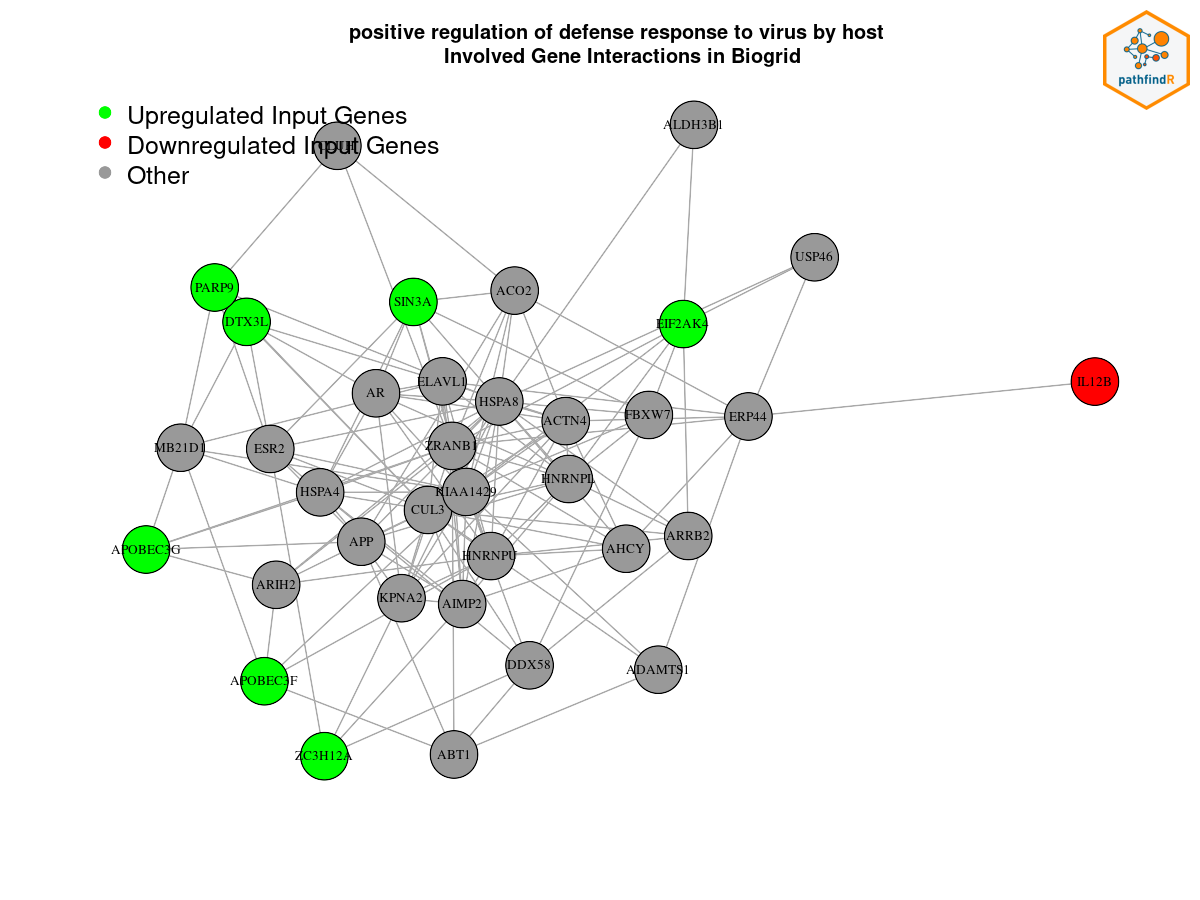 positive regulation of defense response to virus by host
Involved Gene Interactions in Biogrid
pathfindR
Upregulated Input Genes
Downregulated Input Genes
Other
ALDH3B1
USP46
PARP9
DTX3L
SIN3A
ACO2
EIF2AK4
IL12B
AR
ELAVL1
HSPA8
ACTN4
FBXW7
ERP44
MB21D1
ESR2
ZRANB1
HSPA4
KIAA1429
HNRNPL
CUL3
APOBEC3G
APP
HNRNPU
AHCY
ARRB2
ARIH2
KPNA2
AIMP2
APOBEC3F
DDX58
ADAMTS1
ZC3H12A
ABT1